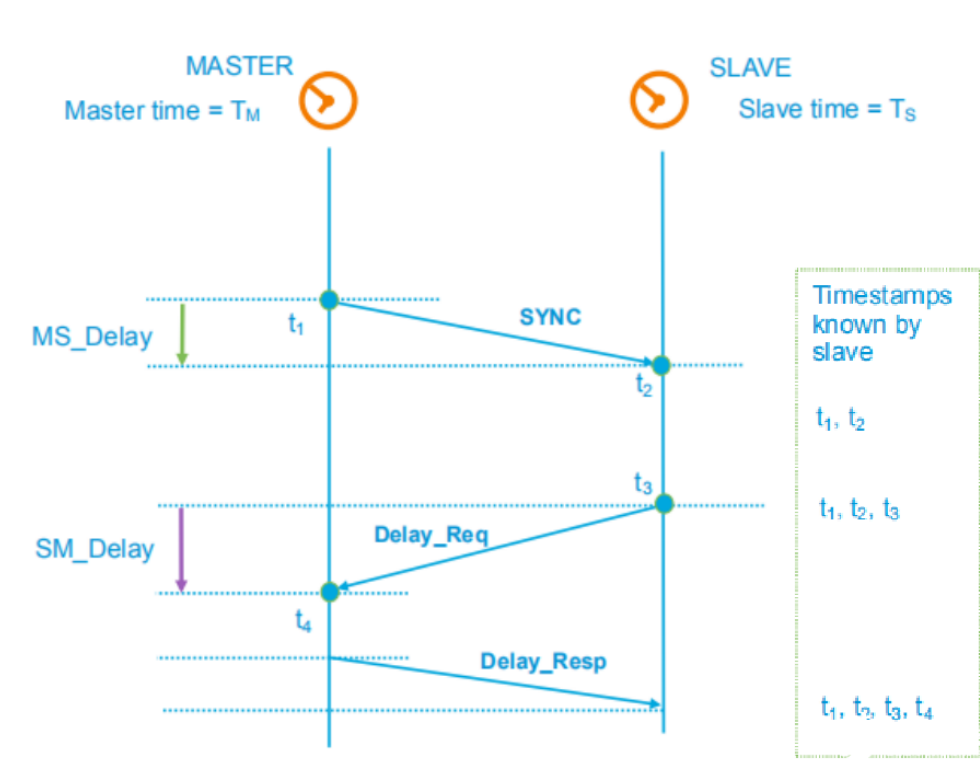 MASTER
Master time = TM
SLAVE
Slave time = TS
MS_Delay
t1
SYNC
t2
Timestamps
known by
slave
t1, t2
t3
t1, t2, t3
Delay_Req
SM_Delay
t4
Delay_Resp
t1, t2, t3, t4